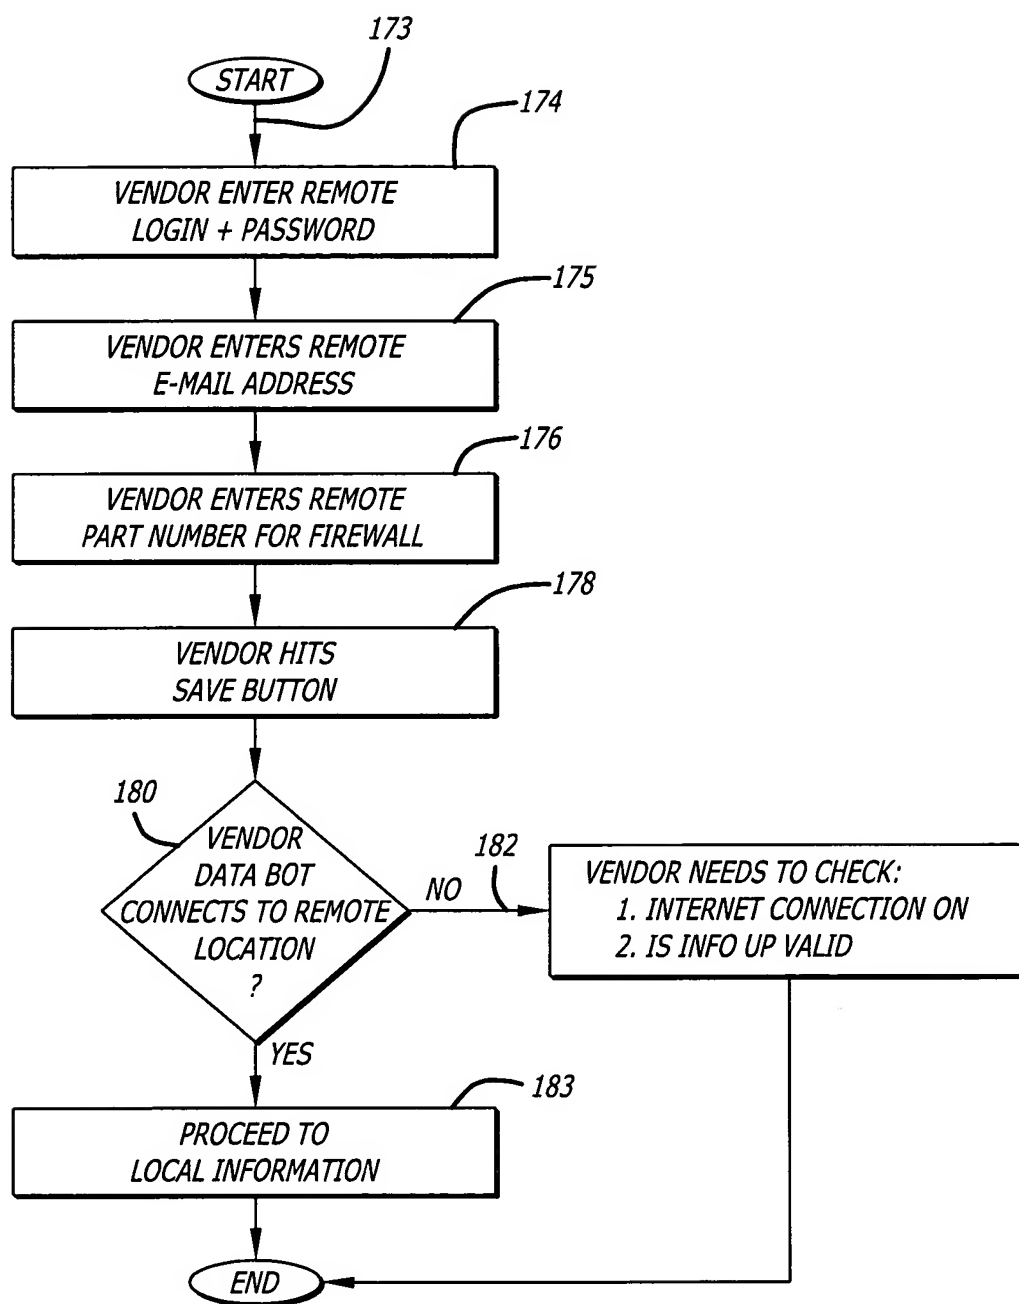 173
START
174
VENDOR ENTER REMOTE
LOGIN + PASSWORD
175
VENDOR ENTERS REMOTE
E-MAIL ADDRESS
176
VENDOR ENTERS REMOTE
PART NUMBER FOR FIREWALL
178
VENDOR HITS
SAVE BUTTON
180
VENDOR
DATA BOT
CONNECTS TO REMOTE
LOCATION
?
NO
182
VENDOR NEEDS TO CHECK:
1. INTERNET CONNECTION ON
2. IS INFO UP VALID
YES
183
PROCEED TO
LOCAL INFORMATION
END